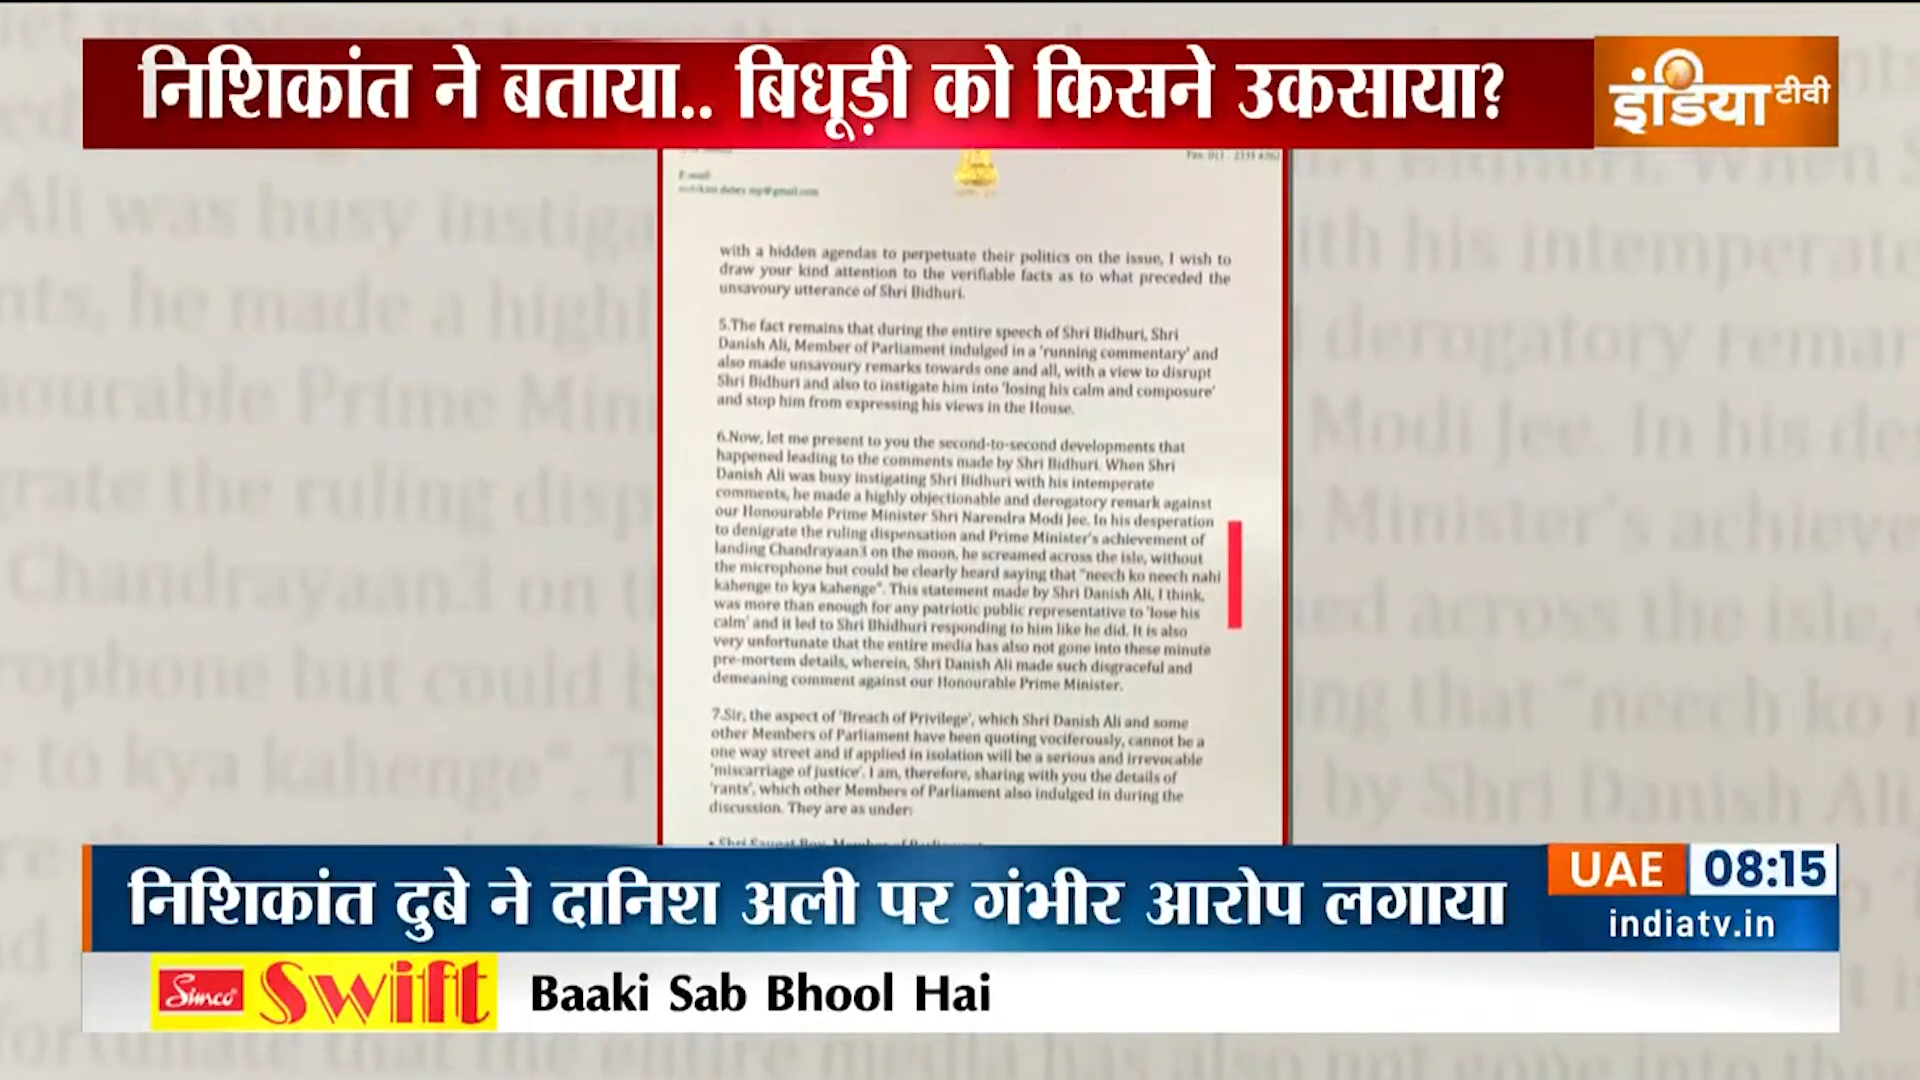 निशिकांत ने बताया.. बिधूड़ी को किसने उकसाया?
इंडिया टीवी
E-mail:
with a hidden agendas to perpetuate their politics on the issue, I wish to
draw your kind attention to the verifiable facts as to what preceded the
unsavoury utterance of Shri Bidhuri.
5.The fact remains that during the entire speech of Shri Bidhuri, Shri
Danish Ali, Member of Parliament indulged in a 'running commentary' and
also made unsavoury remarks towards one and all, with a view to disrupt
Shri Bidhuri and also to instigate him into 'losing his calm and composure'
and stop him from expressing his views in the House.
6.Now, let me present to you the second-to-second developments that
happened leading to the comments made by Shri Bidhuri. When Shri
Danish Ali was busy instigating Shri Bidhuri with his intemperate
comments, he made a highly objectionable and derogatory remark against
our Honourable Prime Minister Shri Narendra Modi Jee. In his desperation
to denigrate the ruling dispensation and Prime Minister's achievement of
landing Chandrayaan3 on the moon, he screamed across the isle, without
the microphone but could be clearly heard saying that "neech ko neech nahi
kahenge to kya kahenge". This statement made by Shri Danish Ali, I think,
was more than enough for any patriotic public representative to 'lose his
calm' and it led to Shri Bhidhuri responding to him like he did. It is also
very unfortunate that the entire media has also not gone into these minute
pre-mortem details, wherein, Shri Danish Ali made such disgraceful and
demeaning comment against our Honourable Prime Minister.
7.Sir, the aspect of 'Breach of Privilege', which Shri Danish Ali and some
other Members of Parliament have been quoting vociferously, cannot be a
one way street and if applied in isolation will be a serious and irrevocable
'miscarriage of justice'. I am, therefore, sharing with you the details of
'rants', which other Members of Parliament also indulged in during the
discussion. They are as under:
निशिकांत दुबे ने दानिश अली पर गंभीर आरोप लगाया
UAE 08:15
indiatv.in
Simco Swift Baaki Sab Bhool Hai